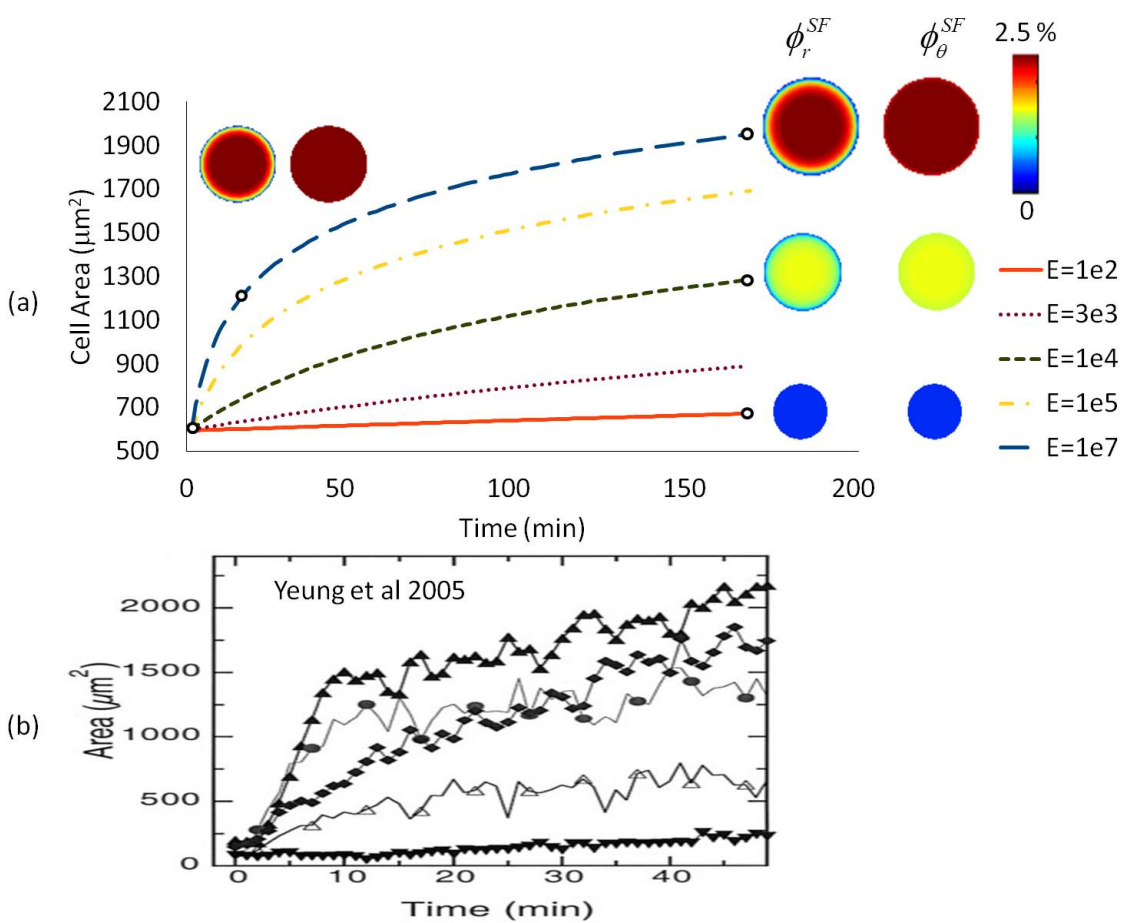 ϕ_r^{SF} ϕ_θ^{SF} 2.5 %
0
2100
1900
1700
1500
1300
1100
900
700
500
Cell Area (μm²)
(a)
0 50 100 150 200
Time (min)
E=1e2
E=3e3
E=1e4
E=1e5
E=1e7
Yeung et al 2005
2000
1500
1000
500
0
Area (μm²)
(b)
0 10 20 30 40
Time (min)